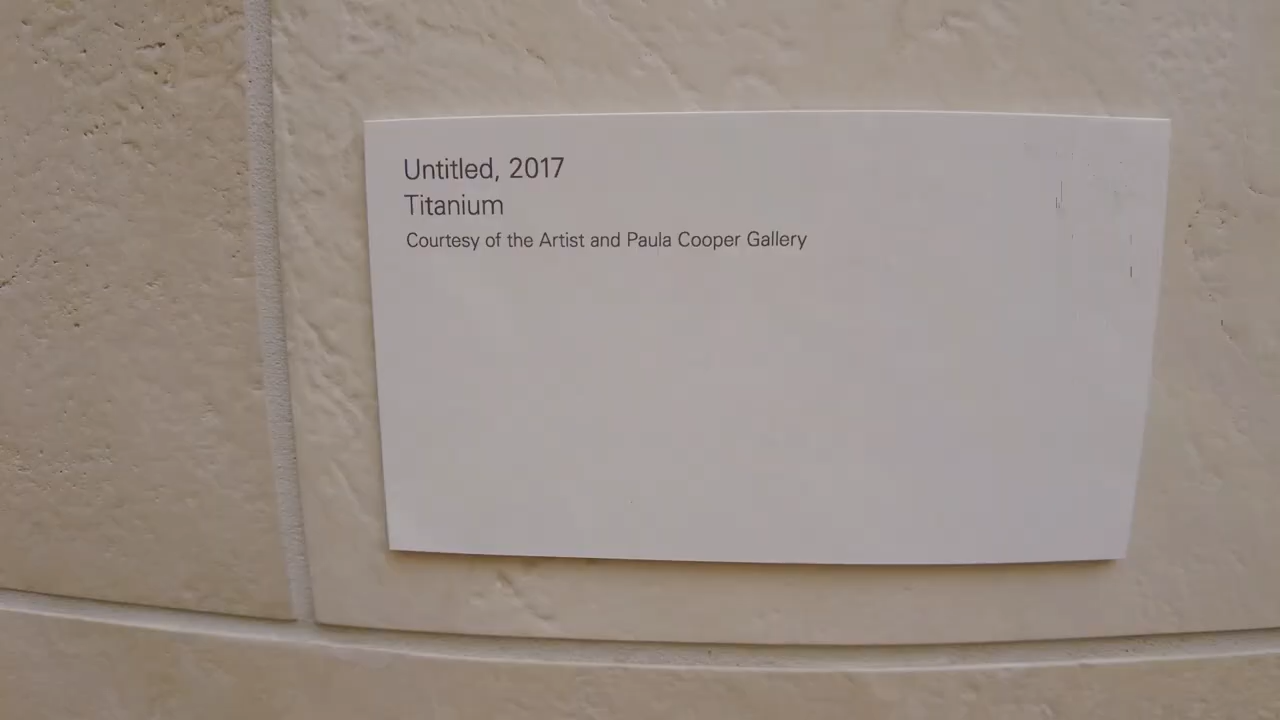 Untitled, 2017
Titanium
Courtesy of the Artist and Paula Cooper Gallery